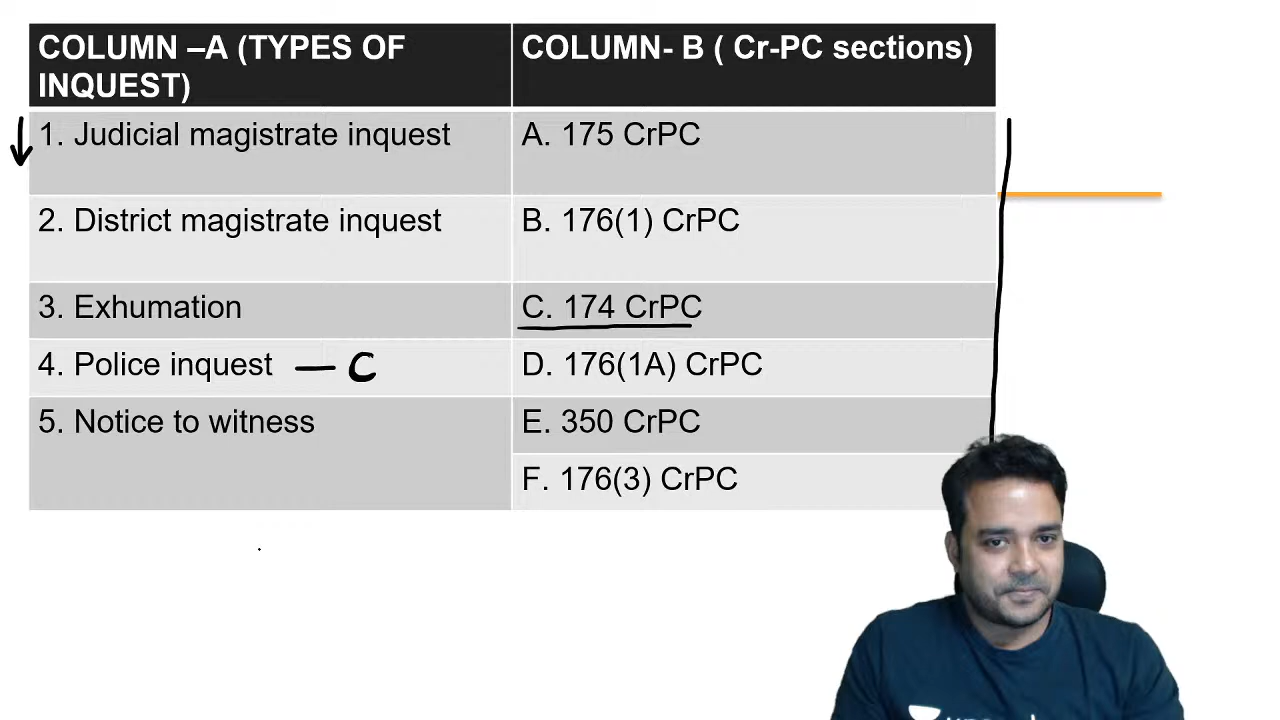 COLUMN –A (TYPES OF
INQUEST)
COLUMN- B ( Cr-PC sections)
1. Judicial magistrate inquest
A. 175 CrPC
2. District magistrate inquest
B. 176(1) CrPC
3. Exhumation
C. 174 CrPC
4. Police inquest — C
D. 176(1A) CrPC
5. Notice to witness
E. 350 CrPC
F. 176(3) CrPC